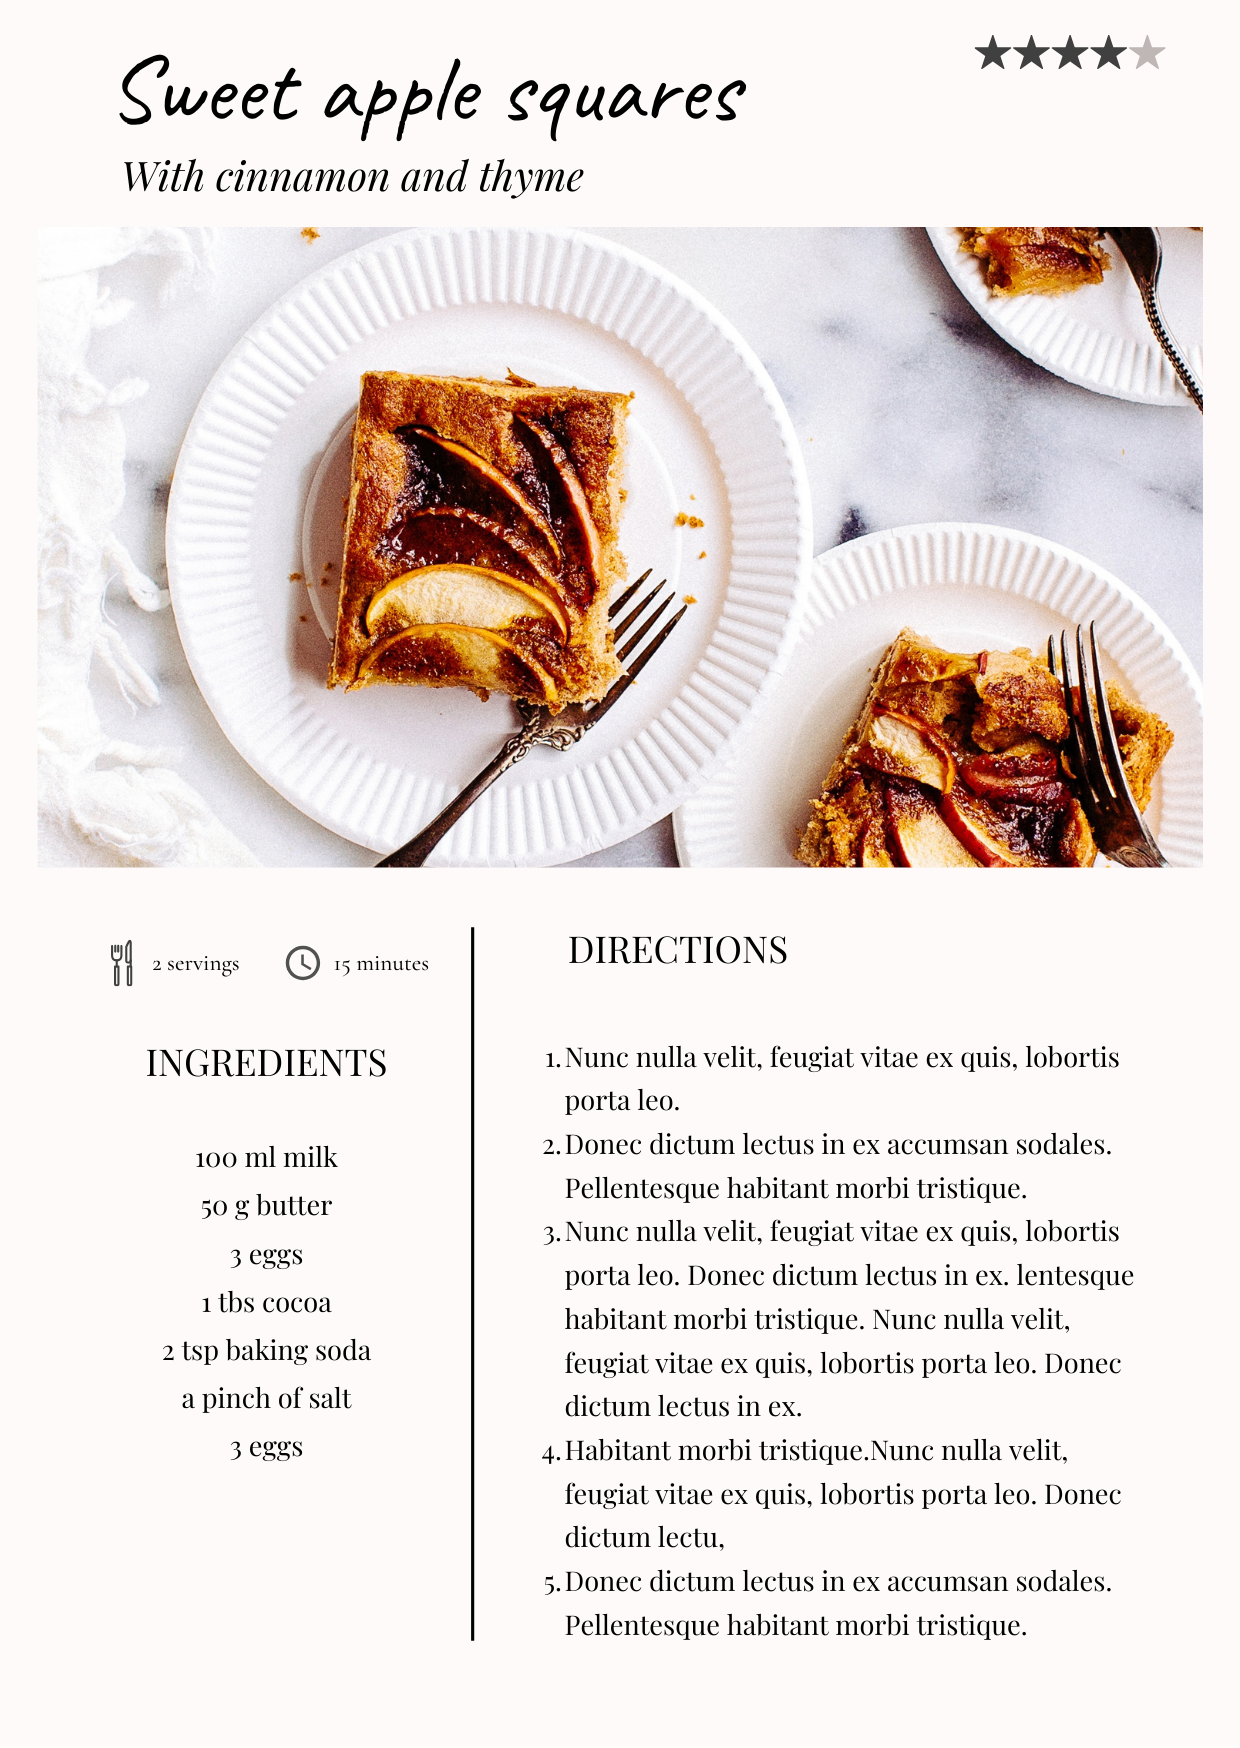 Sweet apple squares
With cinnamon and thyme
2 servings
15 minutes
INGREDIENTS
100 ml milk
50 g butter
3 eggs
1 tbs cocoa
2 tsp baking soda
a pinch of salt
3 eggs
DIRECTIONS
1. Nunc nulla velit, feugiat vitae ex quis, lobortis
porta leo.
2. Donec dictum lectus in ex accumsan sodales.
Pellentesque habitant morbi tristique.
3. Nunc nulla velit, feugiat vitae ex quis, lobortis
porta leo. Donec dictum lectus in ex. lentesque
habitant morbi tristique. Nunc nulla velit,
feugiat vitae ex quis, lobortis porta leo. Donec
dictum lectus in ex.
4. Habitant morbi tristique.Nunc nulla velit,
feugiat vitae ex quis, lobortis porta leo. Donec
dictum lectu,
5. Donec dictum lectus in ex accumsan sodales.
Pellentesque habitant morbi tristique.